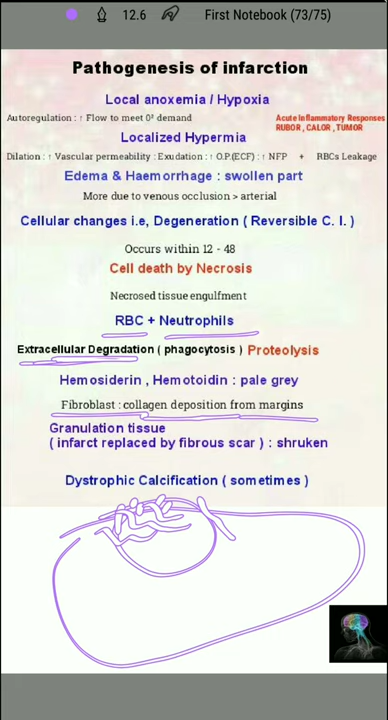 12.6 First Notebook (73/75)
Pathogenesis of infarction
Local anoxemia / Hypoxia
Autoregulation : ↑ Flow to meet 0² demand
Acute Inflammatory Responses
RUBOR , CALOR , TUMOR
Localized Hypermia
Dilation : ↑ Vascular permeability : Exudation : ↑ O.P.(ECF) : ↑ NFP + RBCs Leakage
Edema & Haemorrhage : swollen part
More due to venous occlusion > arterial
Cellular changes i.e, Degeneration ( Reversible C. I. )
Occurs within 12 - 48
Cell death by Necrosis
Necrosed tissue engulfment
RBC + Neutrophils
Extracellular Degradation ( phagocytosis ) Proteolysis
Hemosiderin , Hemotoidin : pale grey
Fibroblast : collagen deposition from margins
Granulation tissue
( infarct replaced by fibrous scar ) : shruken
Dystrophic Calcification ( sometimes )